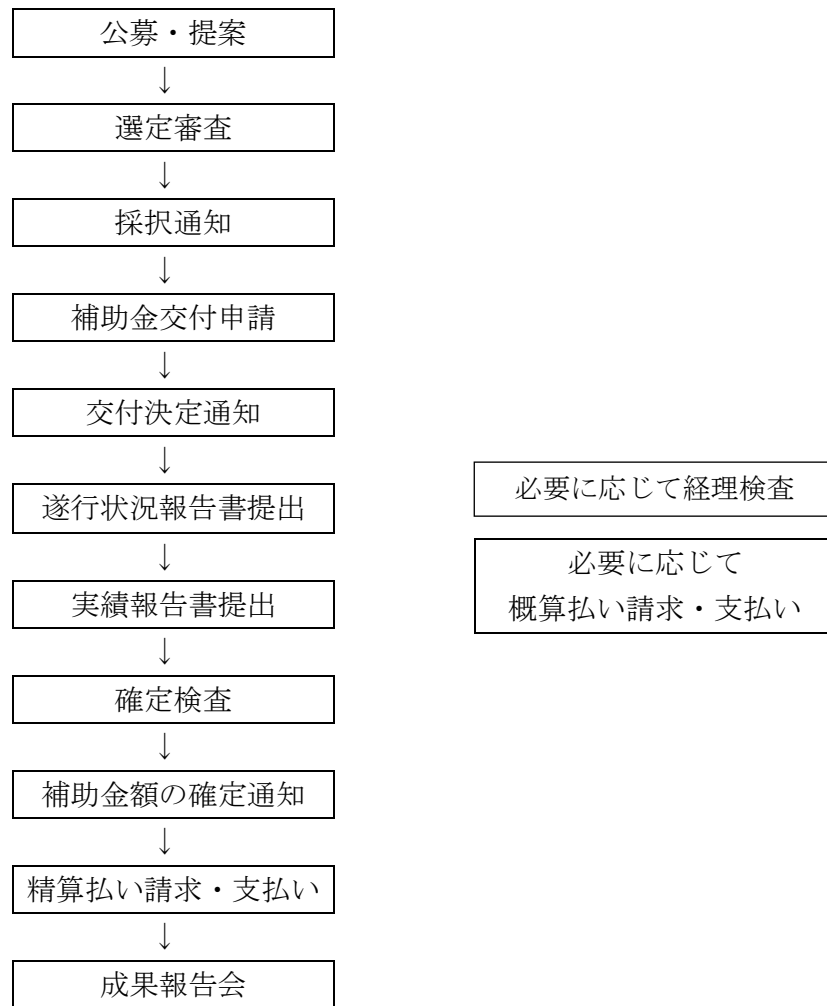 公募・提案
↓
選定審査
↓
採択通知
↓
補助金交付申請
↓
交付決定通知
↓
遂行状況報告書提出
↓
実績報告書提出
↓
確定検査
↓
補助金額の確定通知
↓
精算払い請求・支払い
↓
成果報告会
必要に応じて経理検査
必要に応じて
概算払い請求・支払い